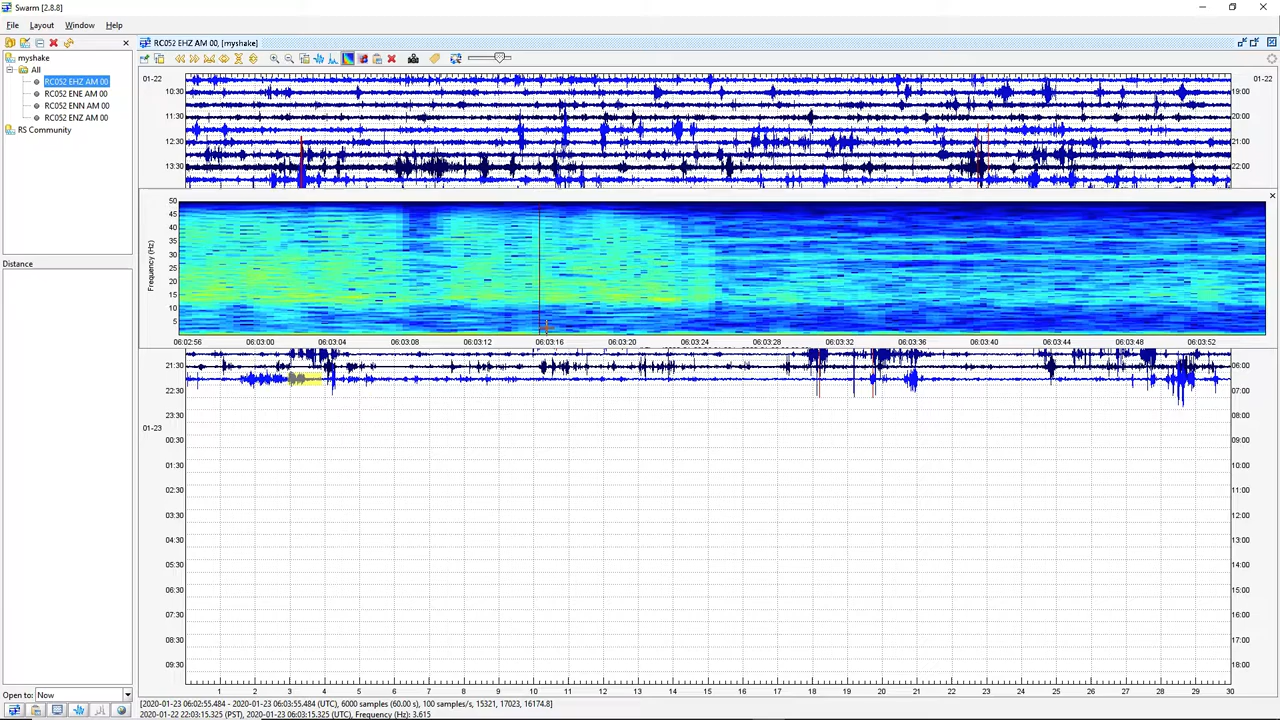 Swarm [2.8.8]
File Layout Window Help
RC052 EHZ AM 00, [myshake]
myshake
All
RC052 EHZ AM 00
RC052 ENE AM 00
RC052 ENN AM 00
RC052 ENZ AM 00
RS Community
Distance
Open to: Now
01-22 01-22
10:30 19:00
11:30 20:00
12:30 21:00
13:30 22:00
Frequency (Hz)
50
45
40
35
30
25
20
15
10
5
06:02:56 06:03:00 06:03:04 06:03:08 06:03:12 06:03:16 06:03:20 06:03:24 06:03:28 06:03:32 06:03:36 06:03:40 06:03:44 06:03:48 06:03:52
21:30 06:00
22:30 07:00
23:30 08:00
01-23
00:30 09:00
01:30 10:00
02:30 11:00
03:30 12:00
04:30 13:00
05:30 14:00
06:30 15:00
07:30 16:00
08:30 17:00
09:30 18:00
1 2 3 4 5 6 7 8 9 10 11 12 13 14 15 16 17 18 19 20 21 22 23 24 25 26 27 28 29 30
[2020-01-23 06:02:55.484 - 2020-01-23 06:03:55.484 (UTC), 6000 samples (60.00 s), 100 samples/s, 15321, 17023, 16174.8]
2020-01-22 22:03:15.325 (PST), 2020-01-23 06:03:15.325 (UTC), Frequency (Hz): 3.615